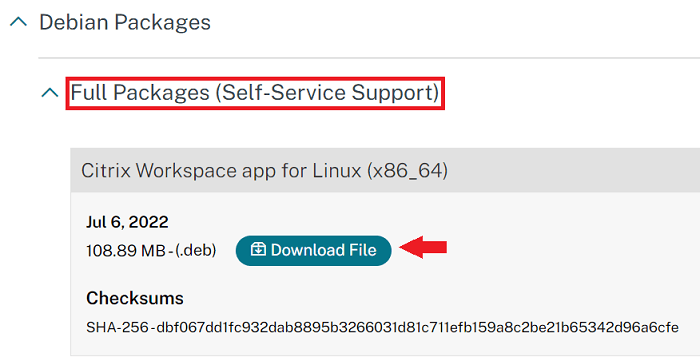 Debian Packages
Full Packages (Self-Service Support)
Citrix Workspace app for Linux (x86_64)
Jul 6, 2022
108.89 MB - (.deb) Download File
Checksums
SHA-256 - dbf067dd1fc932dab8895b3266031d81c711efb159a8c2be21b65342d96a6cfe